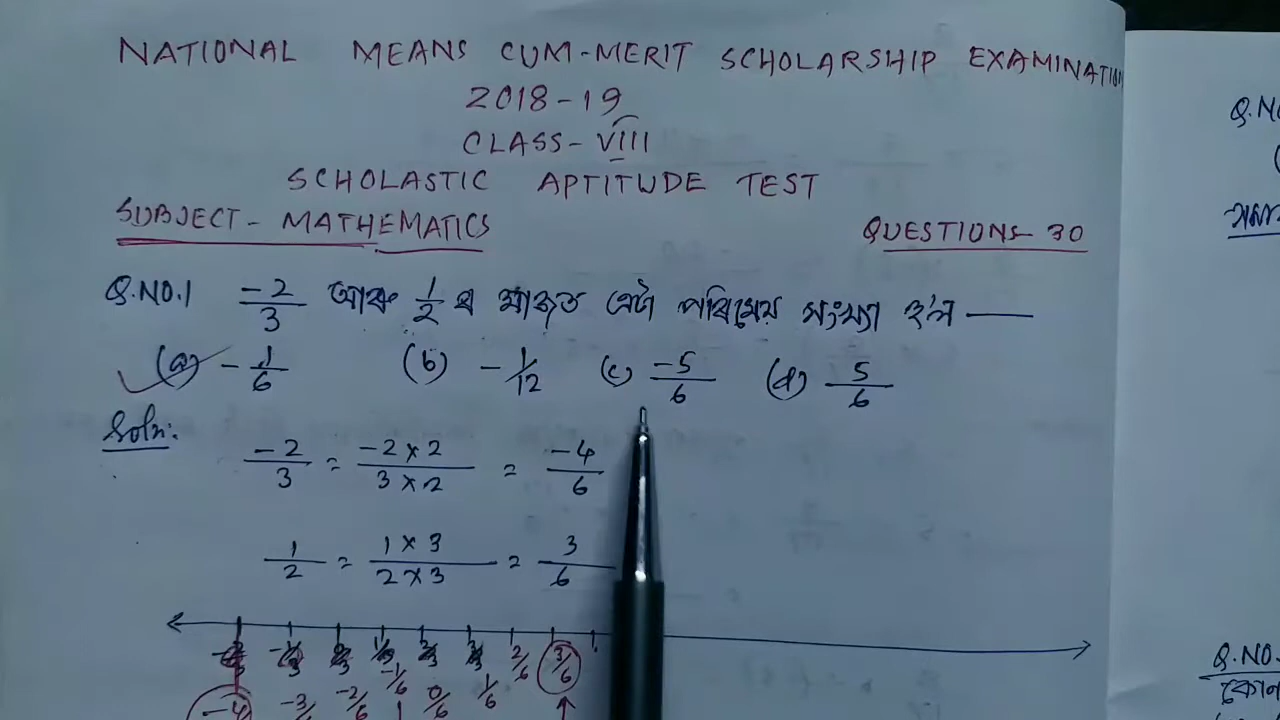 NATIONAL MEANS CUM-MERIT SCHOLARSHIP EXAMINATION
2018-19
CLASS- VIII
SCHOLASTIC APTITUDE TEST
SUBJECT- MATHEMATICS QUESTIONS 30
Q.NO.1 -2/3 আৰু 1/2 ৰ মাজত এটা পৰিমেয় সংখ্যা হ'ল —
(a) -1/6 (b) -1/12 (c) -5/6 (d) 5/6
Soln:
-2/3 = -2×2/3×2 = -4/6
1/2 = 1×3/2×3 = 3/6
2/6 3/6
-1/6
-4 -3/6 -2/6 0/6 1/6
Q.NO
Q.NO.
কোন